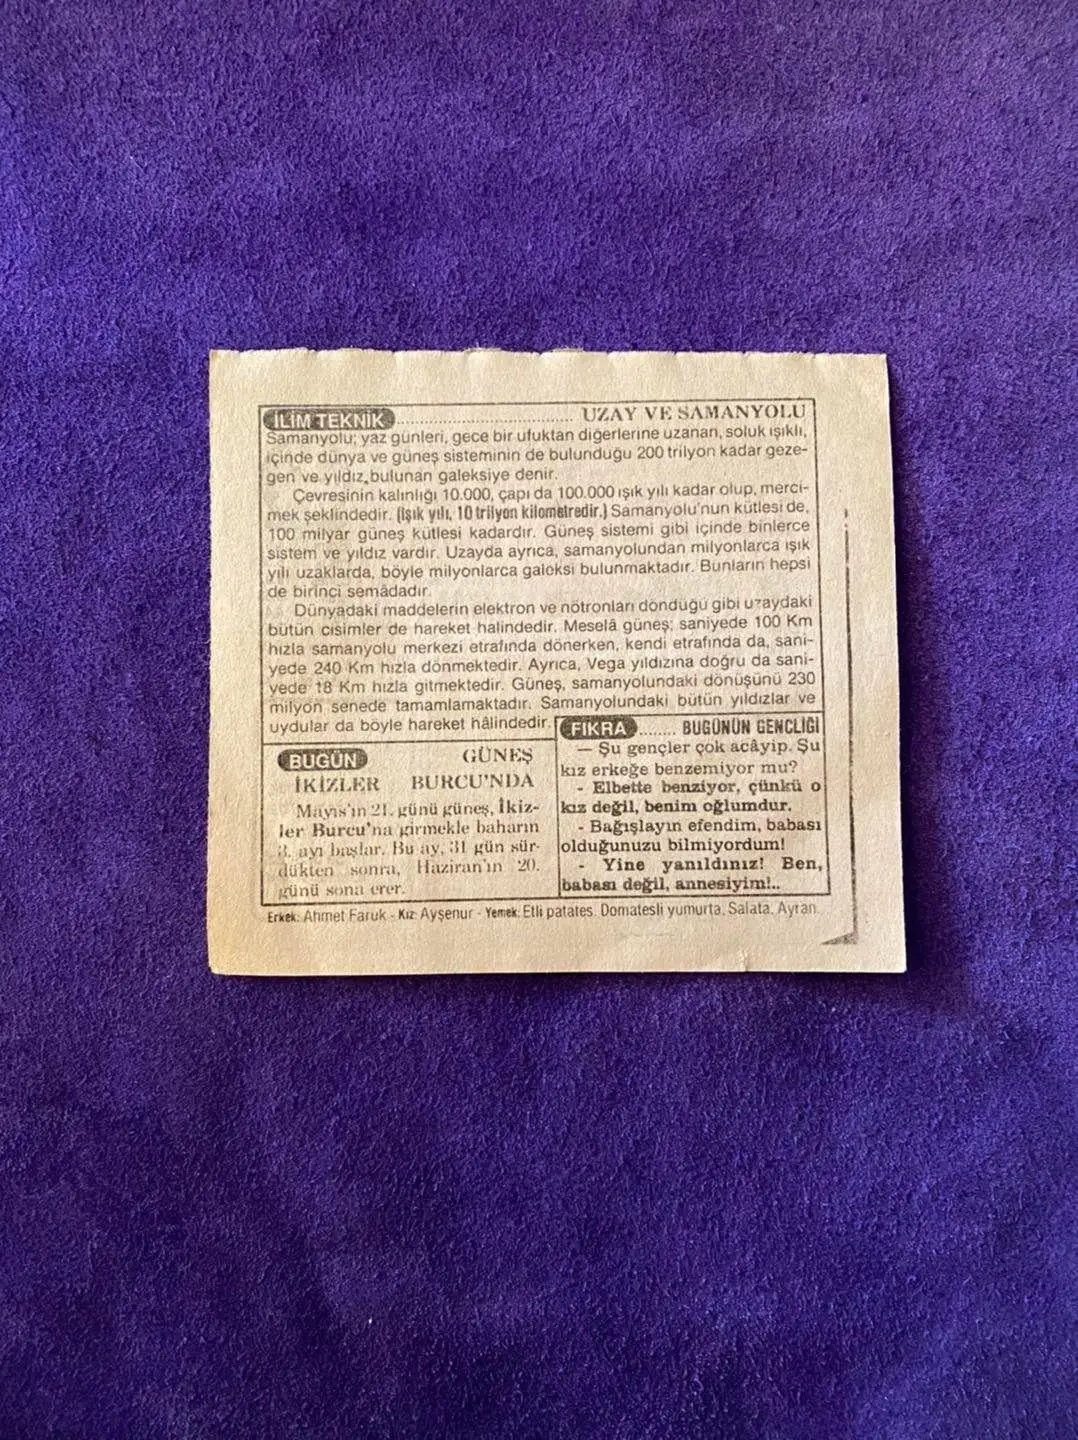 İLİM TEKNİK ........................... UZAY VE SAMANYOLU
Samanyolu; yaz günleri, gece bir ufuktan diğerlerine uzanan, soluk ışıklı,
içinde dünya ve güneş sisteminin de bulunduğu 200 trilyon kadar geze-
gen ve yıldız bulunan galeksiye denir.
Çevresinin kalınlığı 10.000, çapı da 100.000 ışık yılı kadar olup, merci-
mek şeklindedir. (Işık yılı, 10 trilyon kilometredir.) Samanyolu'nun kütlesi de,
100 milyar güneş kütlesi kadardır. Güneş sistemi gibi içinde binlerce
sistem ve yıldız vardır. Uzayda ayrıca, samanyolundan milyonlarca ışık
yılı uzaklarda, böyle milyonlarca galoksi bulunmaktadır. Bunların hepsi
de birinci semâdadır.
Dünyadaki maddelerin elektron ve nötronları döndüğü gibi uzaydaki
bütün cisimler de hareket halindedir. Meselâ güneş; saniyede 100 Km
hızla samanyolu merkezi etrafında dönerken, kendi etrafında da, sani-
yede 240 Km hızla dönmektedir. Ayrıca, Vega yıldızına doğru da sani-
yede 18 Km hızla gitmektedir. Güneş, samanyolundaki dönüşünü 230
milyon senede tamamlamaktadır. Samanyolundaki bütün yıldızlar ve
uydular da böyle hareket hâlindedir.
BUGÜN GÜNEŞ
İKİZLER BURCU'NDA
Mayıs'ın 21. günü güneş, İkiz-
ler Burcu'na girmekle baharın
3. ayı başlar. Bu ay, 31 gün sür-
dükten sonra, Haziran'ın 20.
günü sona erer.
FIKRA ........ BUGÜNÜN GENÇLİĞİ
— Şu gençler çok acâyip. Şu
kız erkeğe benzemiyor mu?
- Elbette benziyor, çünkü o
kız değil, benim oğlumdur.
- Bağışlayın efendim, babası
olduğunuzu bilmiyordum!
- Yine yanıldınız! Ben,
babası değil, annesiyim!..
Erkek: Ahmet Faruk - Kız: Ayşenur - Yemek: Etli patates. Domatesli yumurta. Salata. Ayran.